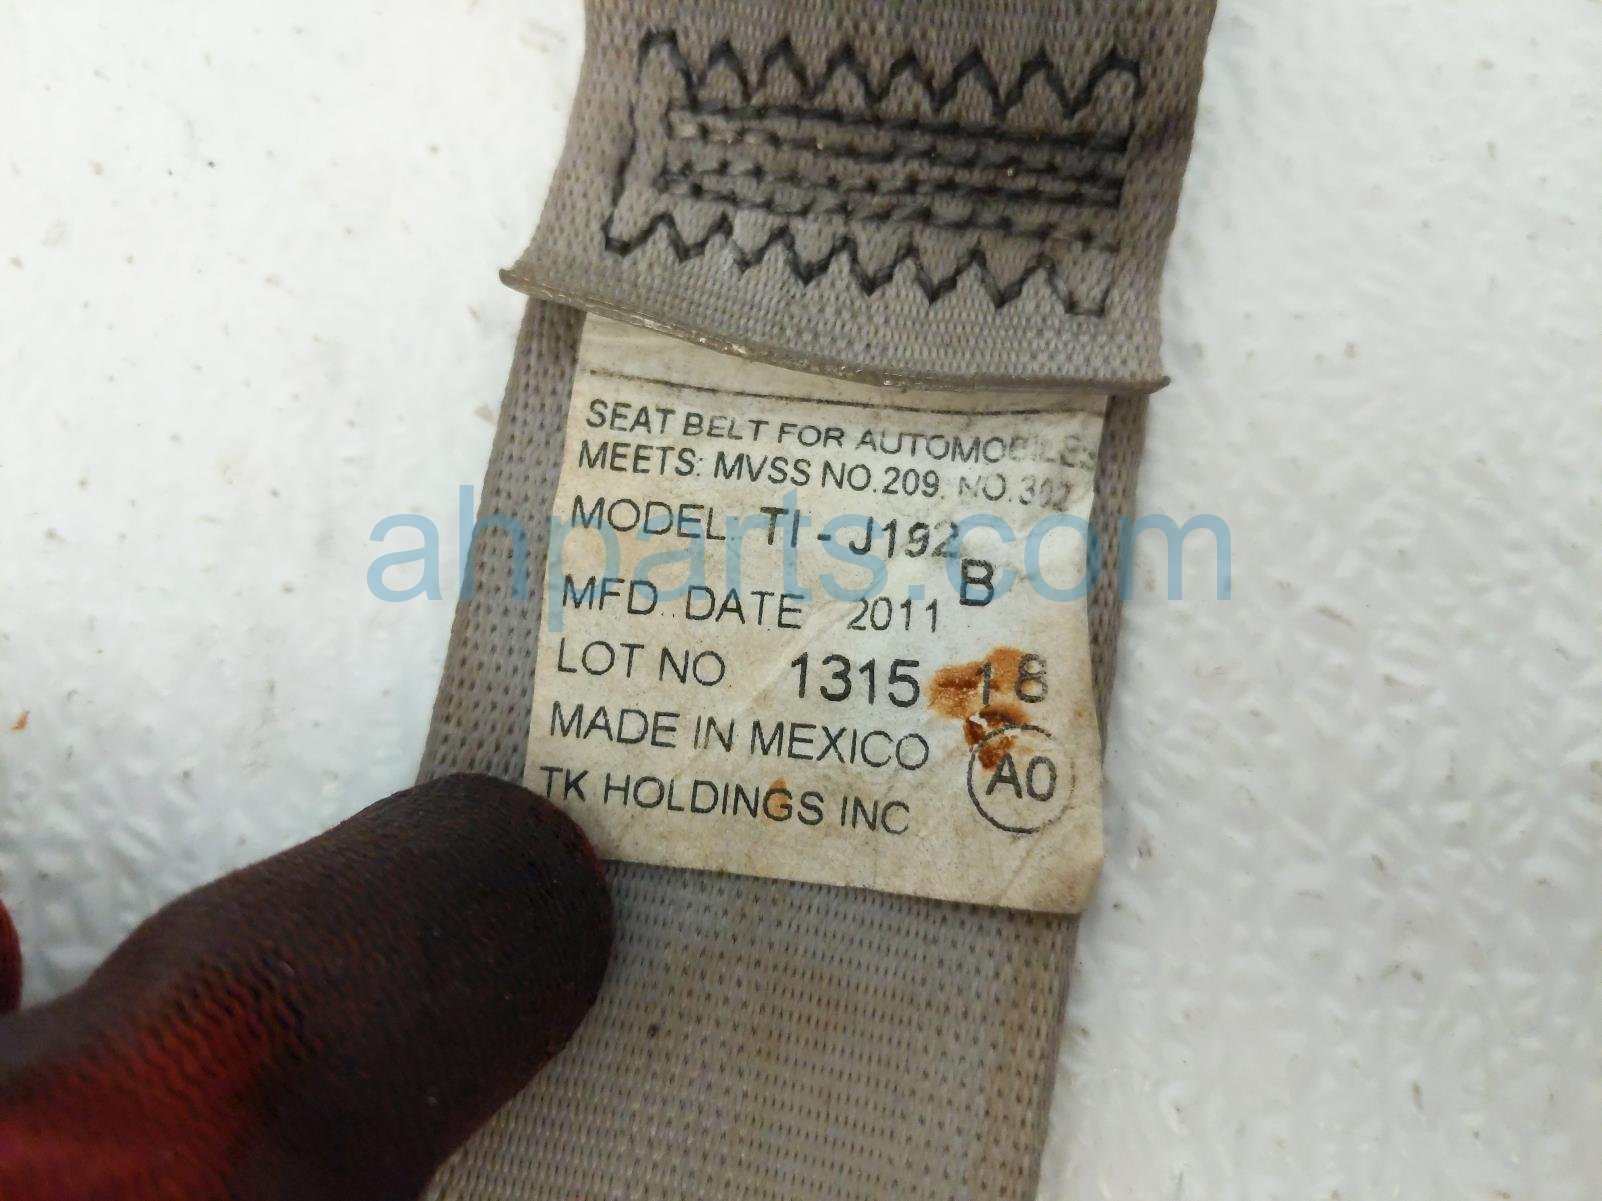 SEAT BELT FOR AUTOMOBILES
MEETS: MVSS NO.209, NO.302
MODEL TI-J192
B
MFD. DATE 2011
LOT NO. 1315 18
MADE IN MEXICO
TK HOLDINGS INC
A0
ahparts.com